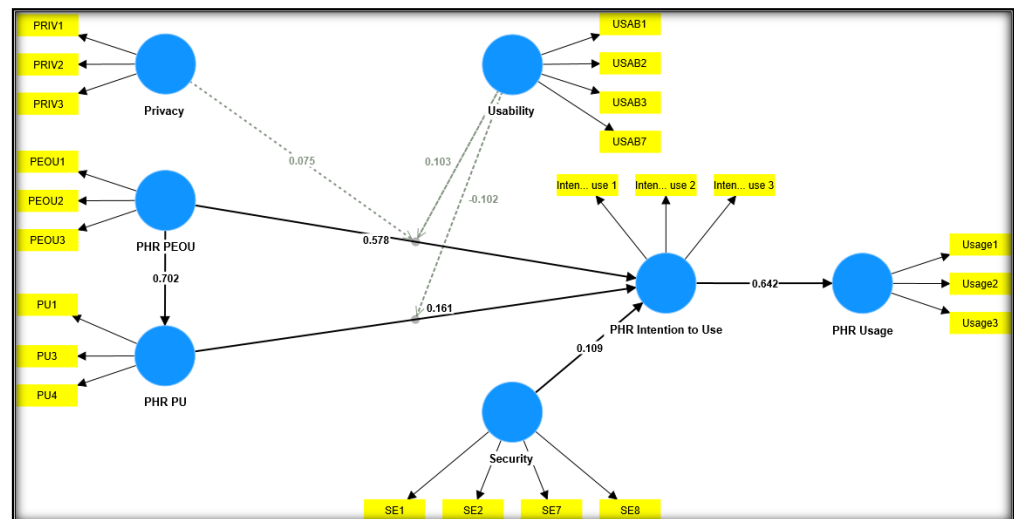 PRIV1
PRIV2
PRIV3
Privacy
USAB1
USAB2
USAB3
USAB7
Usability
0.075
0.103
-0.102
PEOU1
PEOU2
PEOU3
PHR PEOU
0.578
0.702
Inten... use 1
Inten... use 2
Inten... use 3
PHR Intention to Use
0.642
Usage1
Usage2
Usage3
PHR Usage
PU1
PU3
PU4
PHR PU
0.161
0.109
Security
SE1
SE2
SE7
SE8